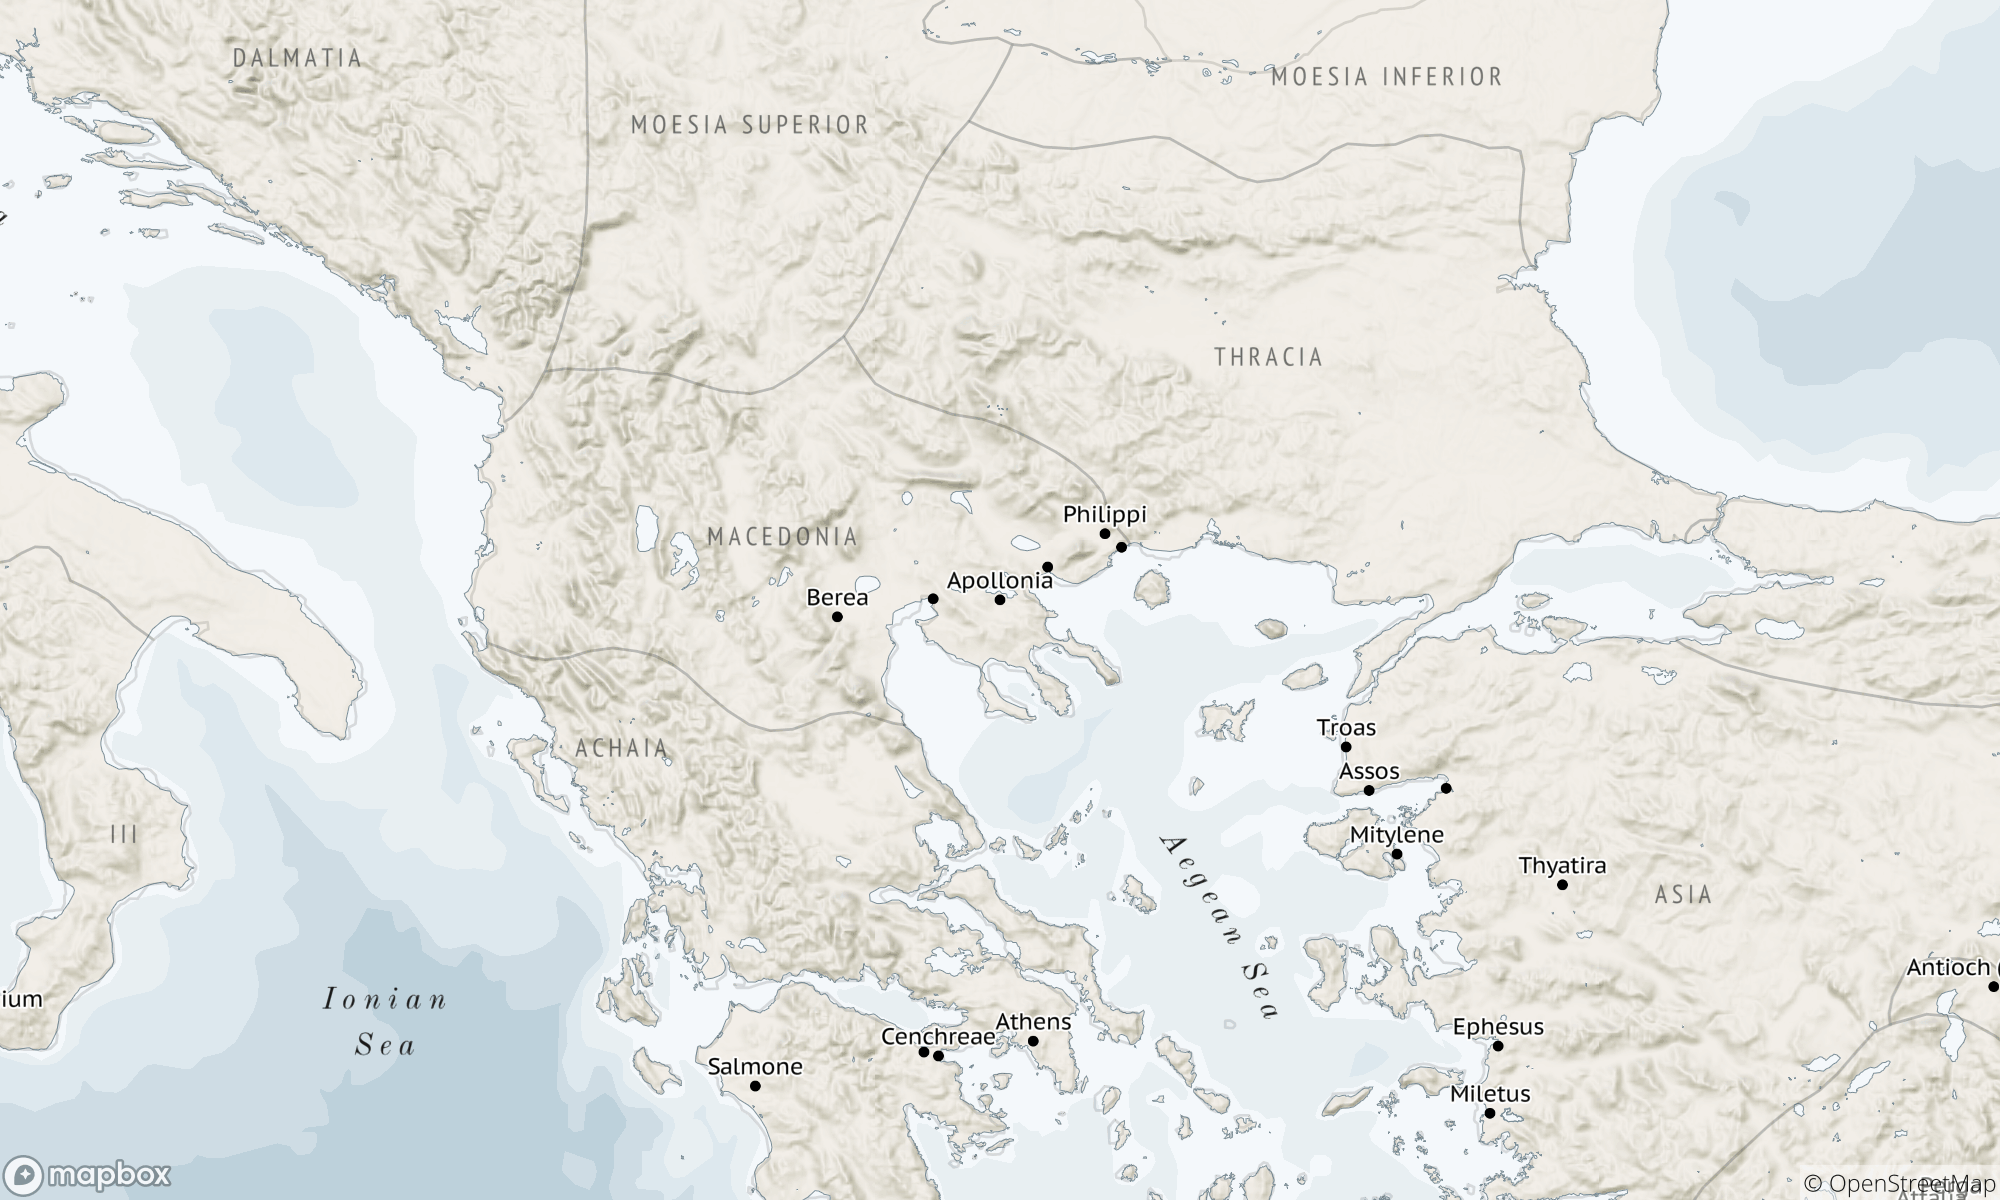 DALMATIA
MOESIA INFERIOR
MOESIA SUPERIOR
THRACIA
Philippi
MACEDONIA
Apollonia
Berea
Troas
ACHAIA
Assos
III
Mitylene
Thyatira
ASIA
Aegean Sea
Antioch (
ium
Ionian
Sea
Athens
Ephesus
Cenchreae
Salmone
Miletus
mapbox
© OpenStreetMap